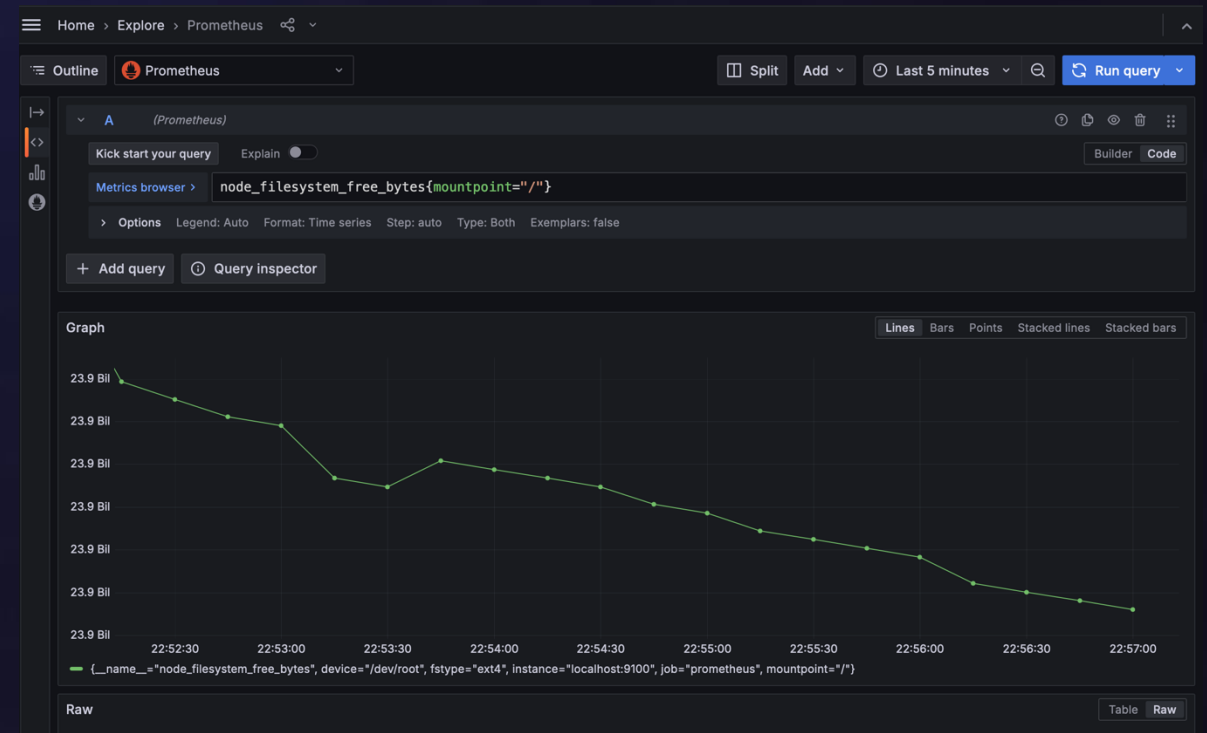 Home › Explore › Prometheus
Outline Prometheus Split Add Last 5 minutes Run query
A (Prometheus)
Kick start your query Explain Builder Code
Metrics browser › node_filesystem_free_bytes{mountpoint="/"}
› Options Legend: Auto Format: Time series Step: auto Type: Both Exemplars: false
+ Add query Query inspector
Graph Lines Bars Points Stacked lines Stacked bars
23.9 Bil
23.9 Bil
23.9 Bil
23.9 Bil
23.9 Bil
23.9 Bil
23.9 Bil
22:52:30 22:53:00 22:53:30 22:54:00 22:54:30 22:55:00 22:55:30 22:56:00 22:56:30 22:57:00
{__name__="node_filesystem_free_bytes", device="/dev/root", fstype="ext4", instance="localhost:9100", job="prometheus", mountpoint="/"}
Raw Table Raw